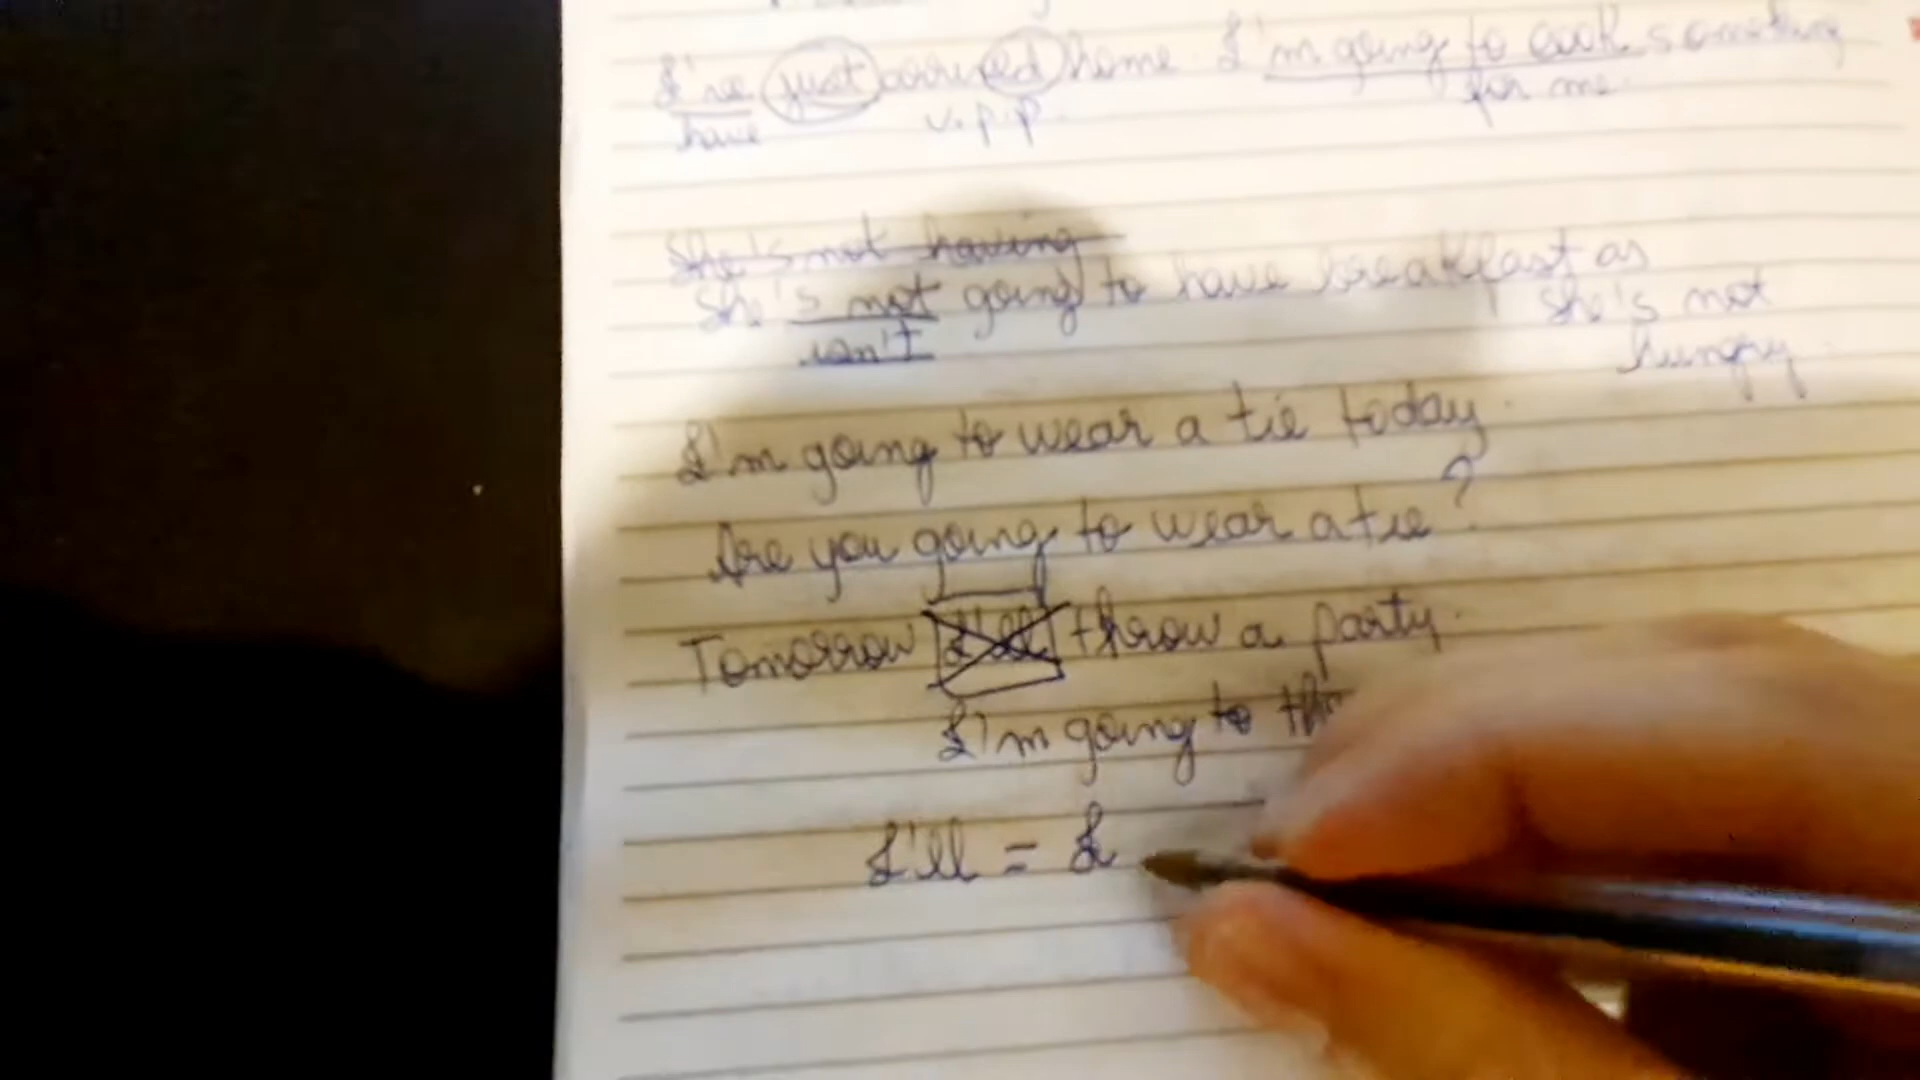 I've just arrived home. I'm going to cook something
have v.p.p. for me.
She's not having
She's not going to have breakfast as
isn't She's not
hungry
I'm going to wear a tie today.
Are you going to wear a tie?
Tomorrow I'll throw a party.
I'm going to thr
I'll = I